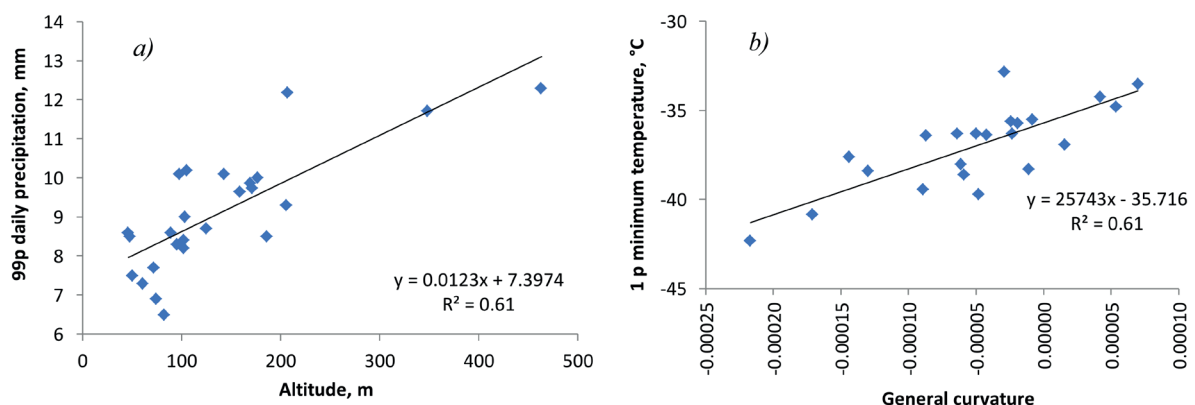 a)
99p daily precipitation, mm
14
13
12
11
10
9
8
7
6
0
100
200
300
400
500
Altitude, m
y = 0.0123x + 7.3974
R² = 0.61
b)
1 p minimum temperature, °C
-30
-35
-40
-45
-0.00025
-0.00020
-0.00015
-0.00010
-0.00005
0.00000
0.00005
0.00010
General curvature
y = 25743x - 35.716
R² = 0.61